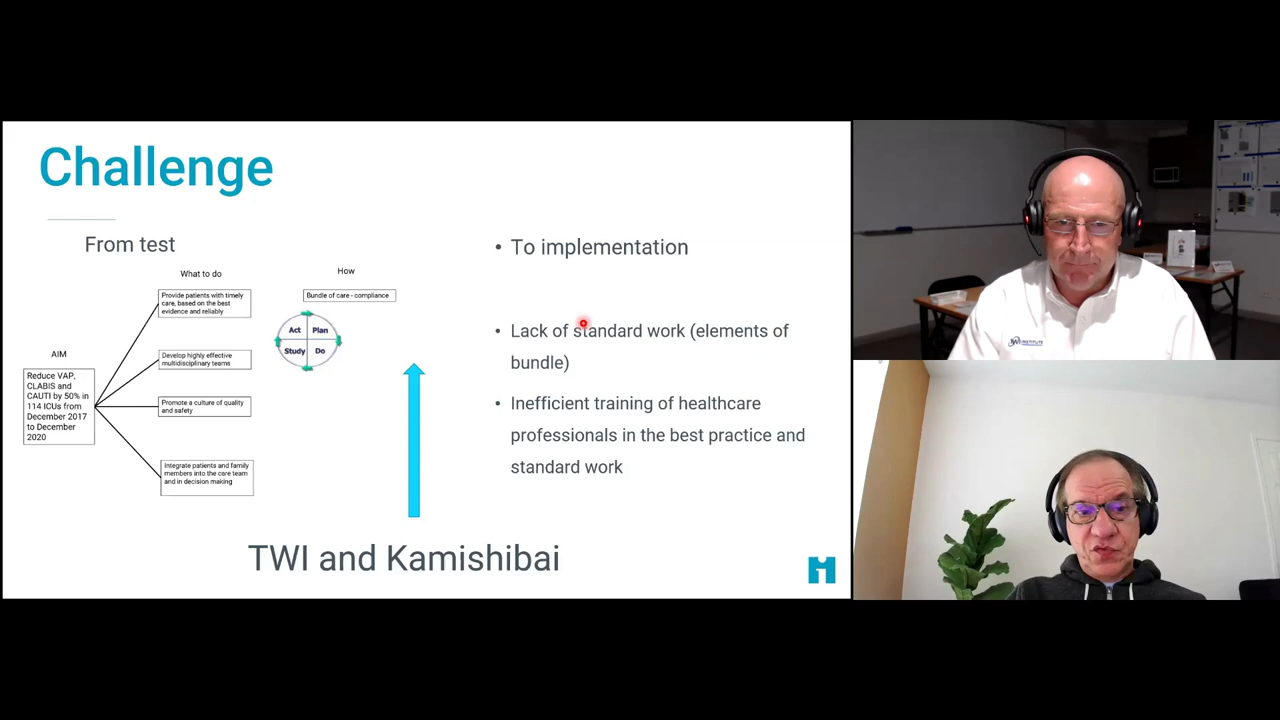 Challenge
From test
What to do
How
Provide patients with timely
care, based on the best
evidence and reliably
Bundle of care - compliance
Act Plan
Study Do
Develop highly effective
multidisciplinary teams
AIM
Reduce VAP,
CLABIS and
CAUTI by 50% in
114 ICUs from
December 2017
to December
2020
Promote a culture of quality
and safety
Integrate patients and family
members into the care team
and in decision making
• To implementation
• Lack of standard work (elements of
bundle)
• Inefficient training of healthcare
professionals in the best practice and
standard work
TWI and Kamishibai
TWI INSTITUTE